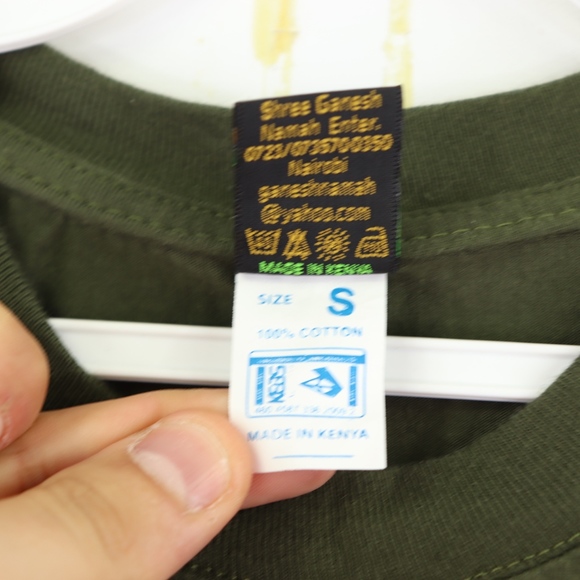 Shree Ganesh
Namah Enter.
0723/0735700350
Nairobi
ganeshnamah
@yahoo.com
MADE IN KENYA
SIZE S
100% COTTON
KEBS
MADE IN KENYA